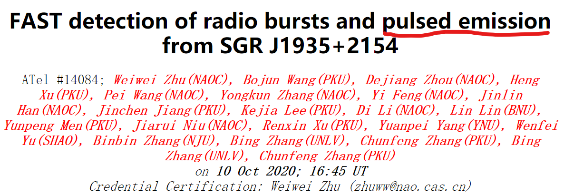 FAST detection of radio bursts and pulsed emission
from SGR J1935+2154
ATel #14084; Weiwei Zhu(NAOC), Bojun Wang(PKU), Dejiang Zhou(NAOC), Heng
Xu(PKU), Pei Wang(NAOC), Yongkun Zhang(NAOC), Yi Feng(NAOC), Jinlin
Han(NAOC), Jinchen Jiang(PKU), Kejia Lee(PKU), Di Li(NAOC), Lin Lin(BNU),
Yunpeng Men(PKU), Jiarui Niu(NAOC), Renxin Xu(PKU), Yuanpei Yang(YNU), Wenfei
Yu(SHAO), Binbin Zhang(NJU), Bing Zhang(UNLV), Chunfeng Zhang(PKU), Bing
Zhang(UNLV), Chunfeng Zhang(PKU)
on 10 Oct 2020; 16:45 UT
Credential Certification: Weiwei Zhu (zhuww@nao.cas.cn)